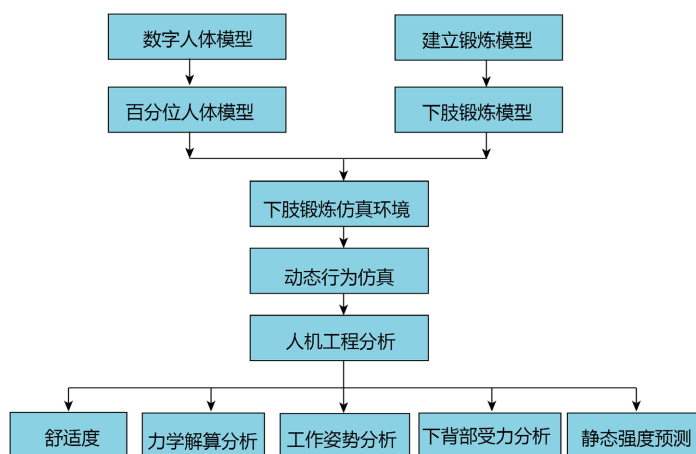 数字人体模型
建立锻炼模型
百分位人体模型
下肢锻炼模型
下肢锻炼仿真环境
动态行为仿真
人机工程分析
舒适度
力学解算分析
工作姿势分析
下背部受力分析
静态强度预测